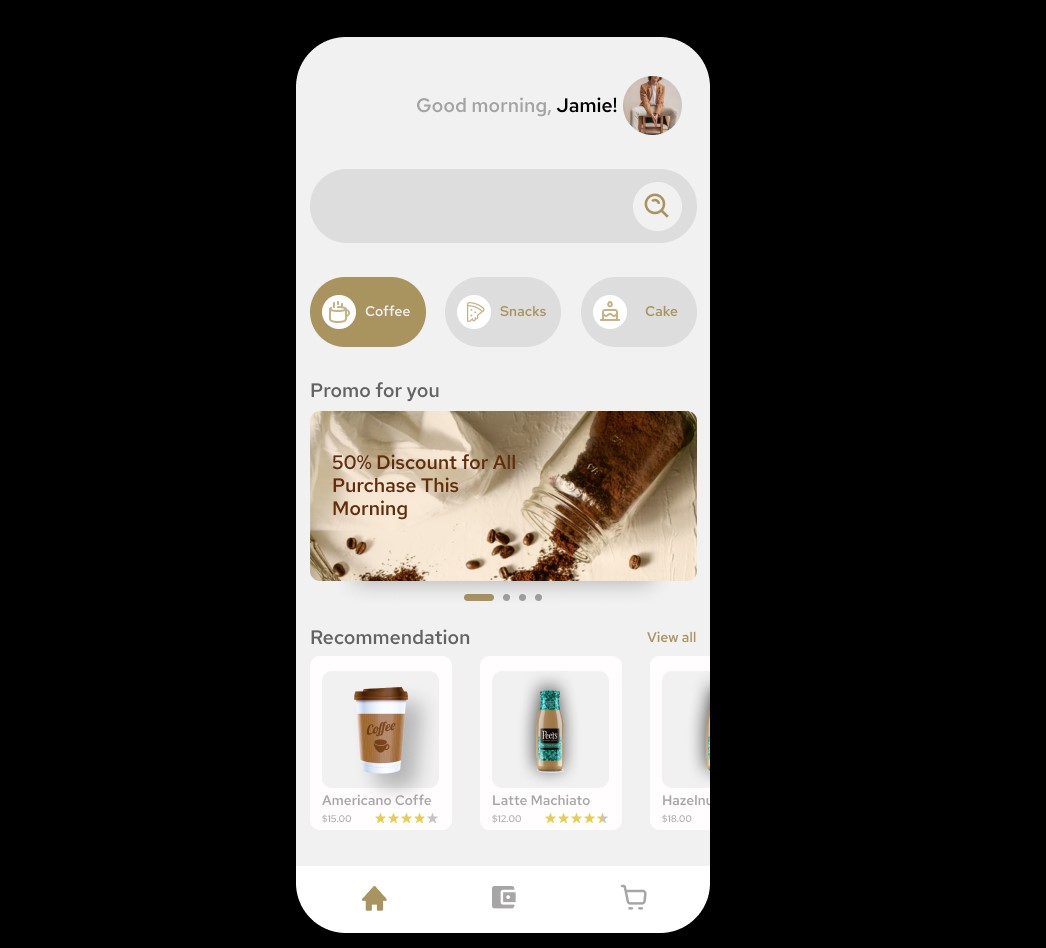 Good morning, Jamie!
Coffee
Snacks
Cake
Promo for you
50% Discount for All
Purchase This
Morning
Recommendation
View all
Coffee
Peet's
Americano Coffe
Latte Machiato
Hazelnu
$15.00
$12.00
$18.00